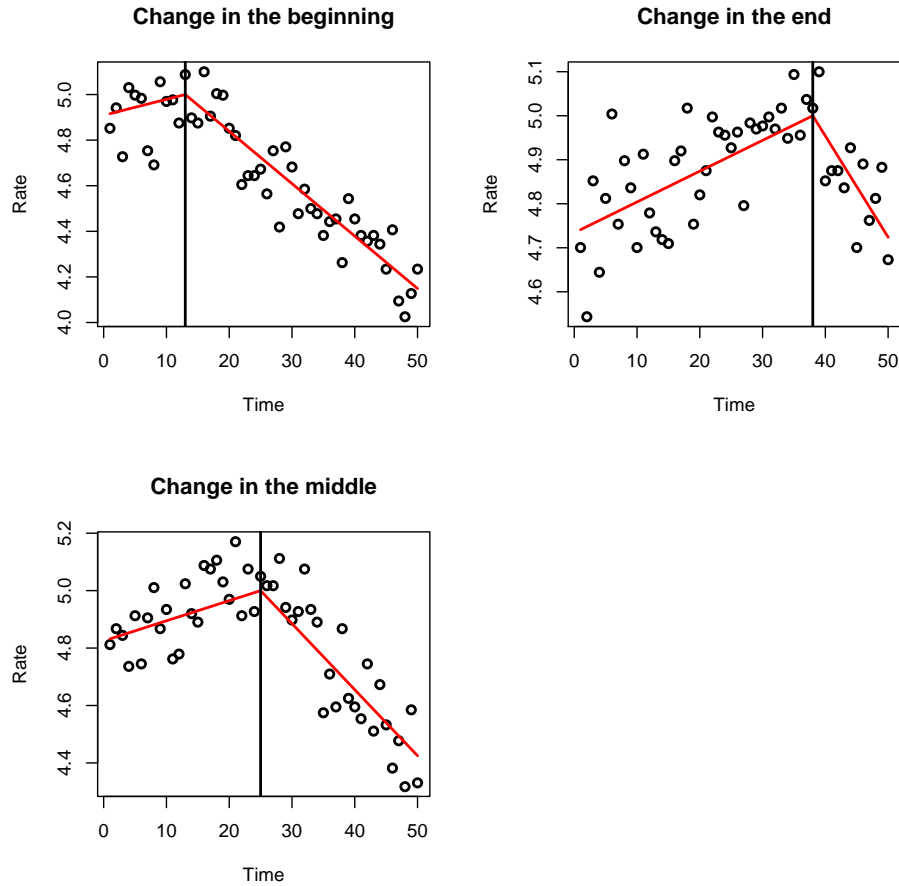 Change in the beginning
Rate
4.0 4.2 4.4 4.6 4.8 5.0
0 10 20 30 40 50
Time
Change in the end
Rate
4.6 4.7 4.8 4.9 5.0 5.1
0 10 20 30 40 50
Time
Change in the middle
Rate
4.4 4.6 4.8 5.0 5.2
0 10 20 30 40 50
Time